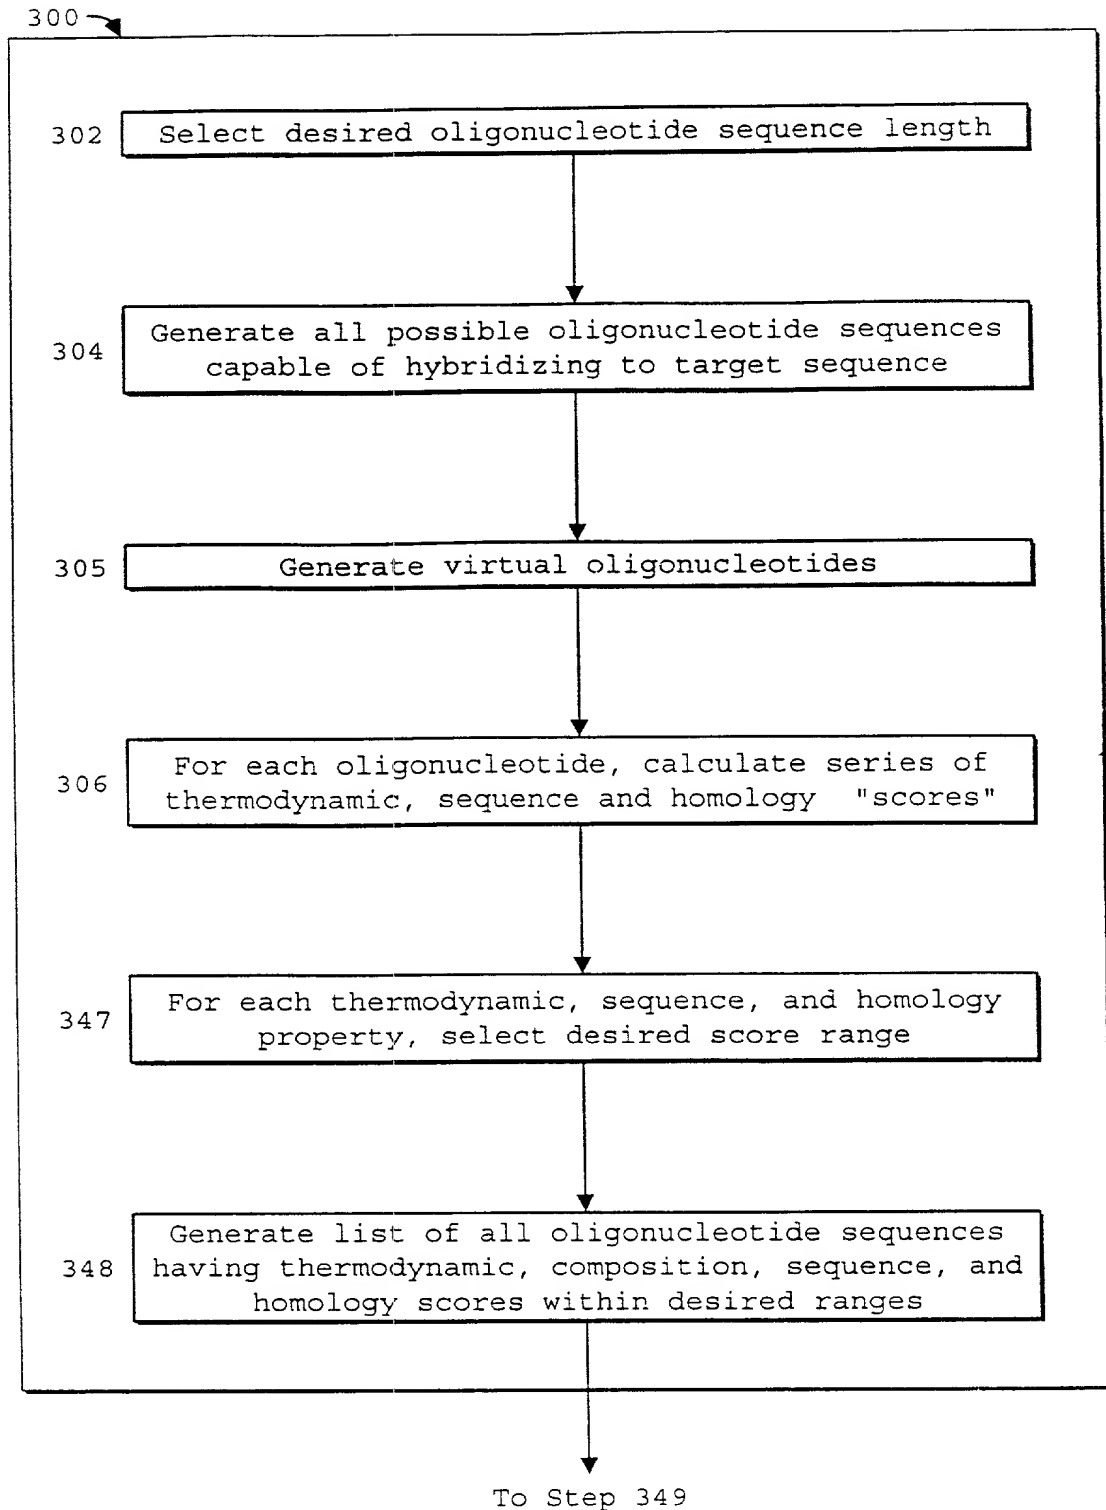 300
302
Select desired oligonucleotide sequence length
304
Generate all possible oligonucleotide sequences
capable of hybridizing to target sequence
305
Generate virtual oligonucleotides
306
For each oligonucleotide, calculate series of
thermodynamic, sequence and homology "scores"
347
For each thermodynamic, sequence, and homology
property, select desired score range
348
Generate list of all oligonucleotide sequences
having thermodynamic, composition, sequence, and
homology scores within desired ranges
To Step 349